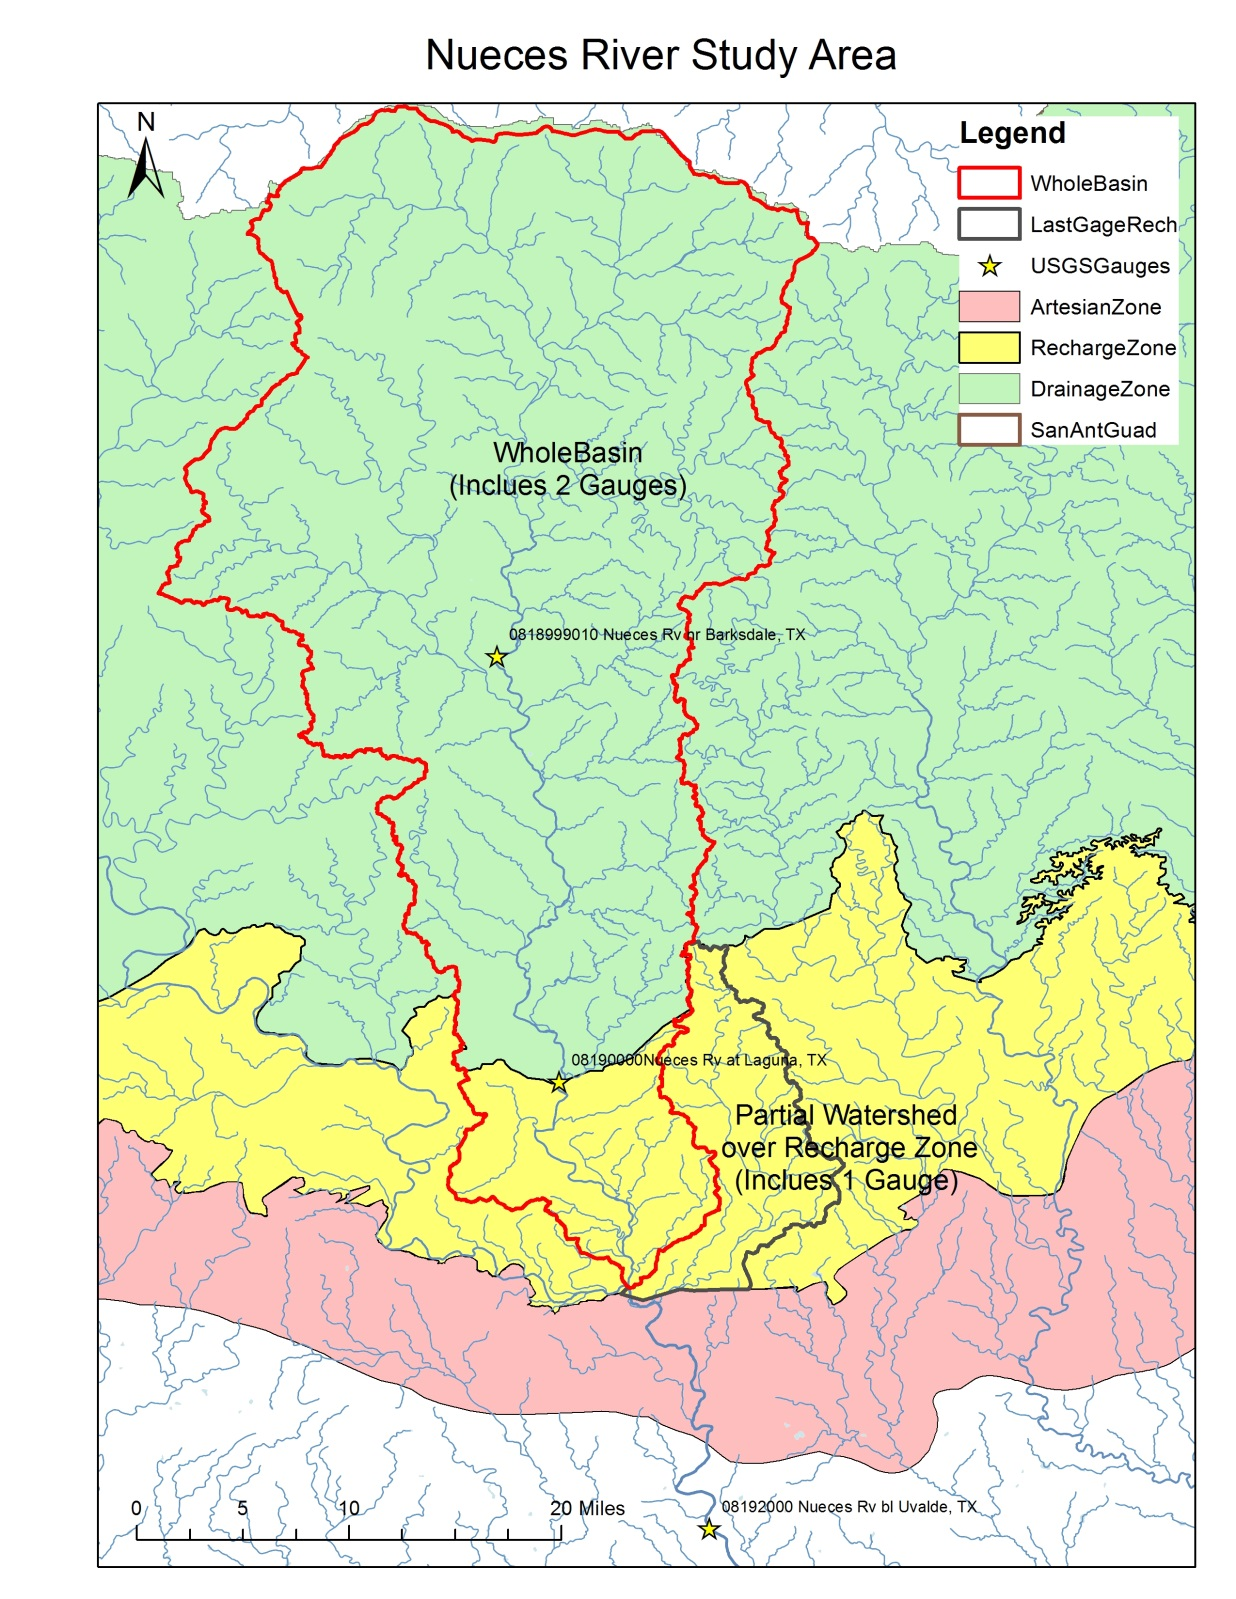 Nueces River Study Area
N
Legend
WholeBasin
LastGageRech
USGSGauges
ArtesianZone
RechargeZone
DrainageZone
SanAntGuad
WholeBasin
(Inclues 2 Gauges)
0818999010 Nueces Rv nr Barksdale, TX
08190000Nueces Rv at Laguna, TX
Partial Watershed
over Recharge Zone
(Inclues 1 Gauge)
0 5 10 20 Miles
08192000 Nueces Rv bl Uvalde, TX